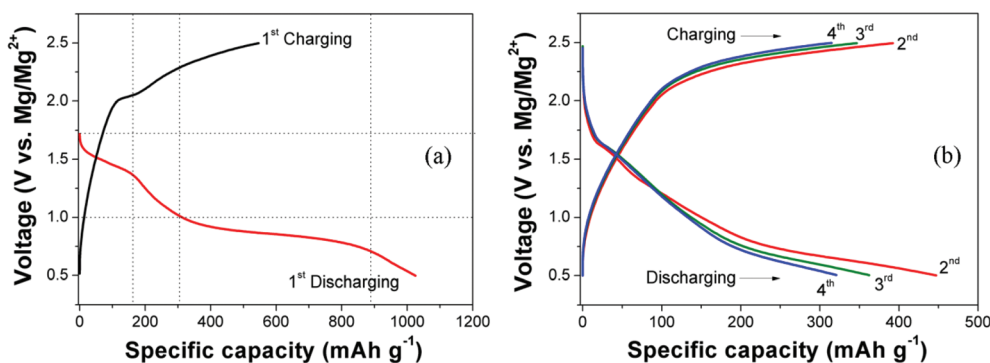 2.5
2.0
1.5
1.0
0.5
Voltage (V vs. Mg/Mg²⁺)
1ˢᵗ Charging
(a)
1ˢᵗ Discharging
0 200 400 600 800 1000 1200
Specific capacity (mAh g⁻¹)
2.5
2.0
1.5
1.0
0.5
Voltage (V vs. Mg/Mg²⁺)
Charging
4ᵗʰ 3ʳᵈ
2ⁿᵈ
(b)
Discharging
2ⁿᵈ
4ᵗʰ 3ʳᵈ
0 100 200 300 400 500
Specific capacity (mAh g⁻¹)